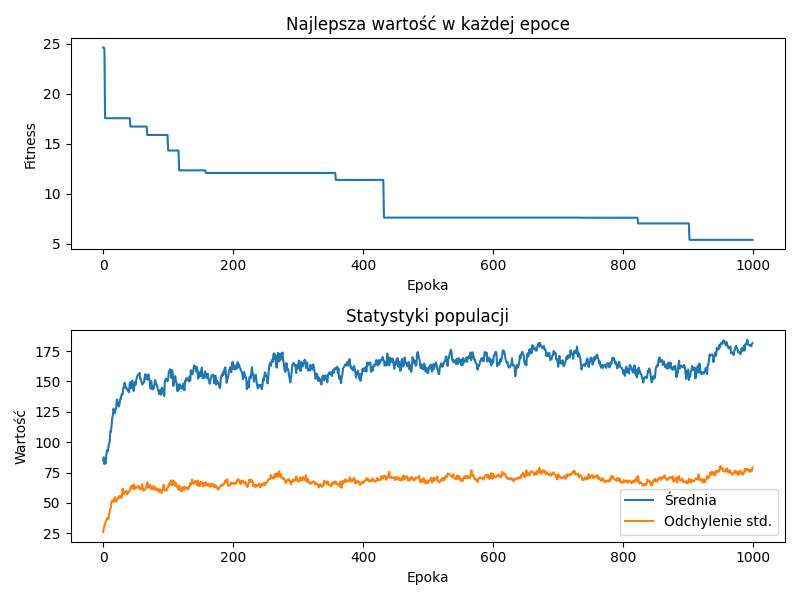 Najlepsza wartość w każdej epoce
25
20
15
10
5
Fitness
0 200 400 600 800 1000
Epoka
Statystyki populacji
175
150
125
100
75
50
25
Wartość
Średnia
Odchylenie std.
0 200 400 600 800 1000
Epoka